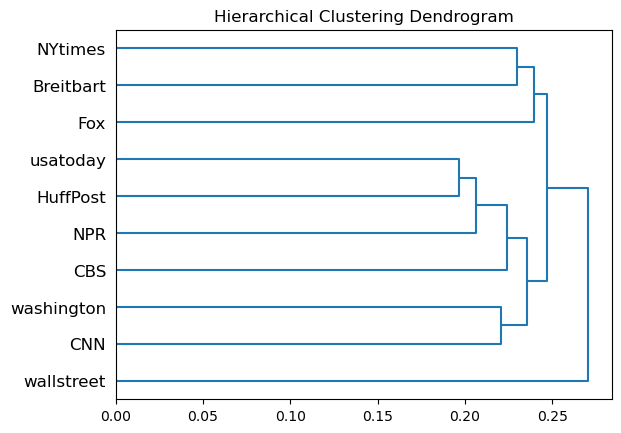 Hierarchical Clustering Dendrogram
NYtimes
Breitbart
Fox
usatoday
HuffPost
NPR
CBS
washington
CNN
wallstreet
0.00 0.05 0.10 0.15 0.20 0.25